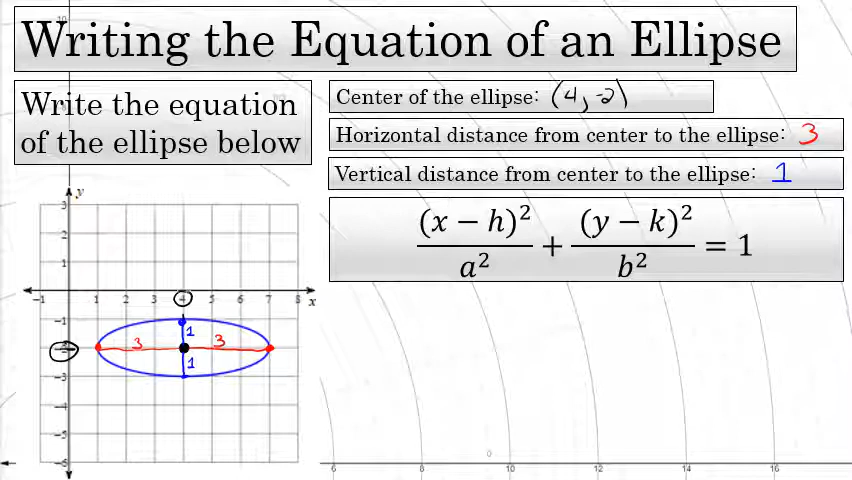 Writing the Equation of an Ellipse
Write the equation
of the ellipse below
Center of the ellipse: (4, -2)
Horizontal distance from center to the ellipse: 3
Vertical distance from center to the ellipse: 1
(x − h)² / a² + (y − k)² / b² = 1
y
3
2
1
-1 1 2 3 4 5 6 7 8 x
-1
1
3 3
-2
1
-3
-4
-5
-6
0
6 8 10 12 14 16